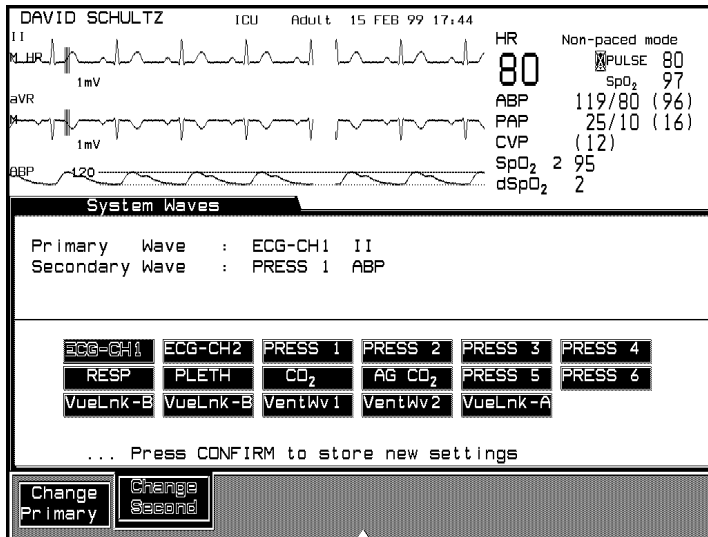 DAVID SCHULTZ ICU Adult 15 FEB 99 17:44
II
M HR
1mV
aVR
M
1mV
ABP 120
HR Non-paced mode
80 PULSE 80
SpO₂ 97
ABP 119/80 (96)
PAP 25/10 (16)
CVP (12)
SpO₂ 2 95
dSpO₂ 2
System Waves
Primary Wave : ECG-CH1 II
Secondary Wave : PRESS 1 ABP
ECG-CH1 ECG-CH2 PRESS 1 PRESS 2 PRESS 3 PRESS 4
RESP PLETH CO₂ AG CO₂ PRESS 5 PRESS 6
VueLnk-B VueLnk-B VentWv1 VentWv2 VueLnk-A
... Press CONFIRM to store new settings
Change
Primary
Change
Second